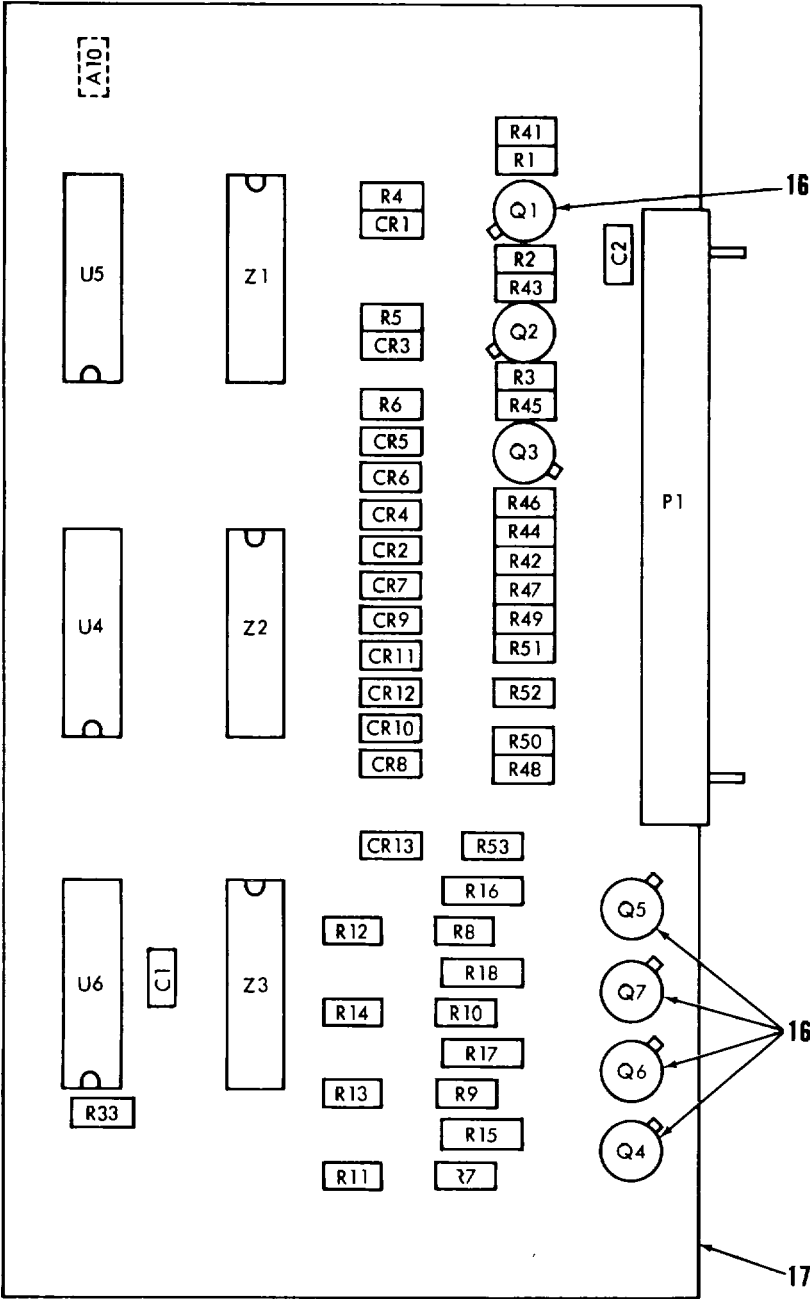 A10
R41
R1
16
R4
CR1
Q1
C2
R2
R43
U5
Z1
R5
CR3
Q2
R3
R45
R6
CR5
Q3
CR6
R46
P1
CR4
R44
CR2
R42
CR7
R47
U4
Z2
CR9
R49
CR11
R51
CR12
R52
CR10
R50
CR8
R48
CR13
R53
R16
Q5
R12
R8
U6
C1
Z3
R18
Q7
R14
R10
16
R17
Q6
R13
R9
R33
R15
Q4
R11
R7
17